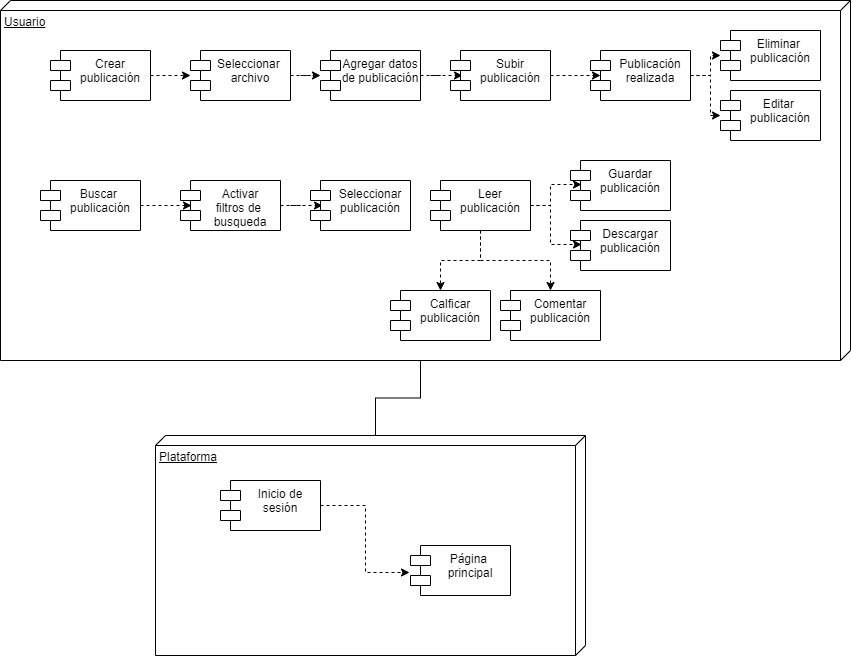 Usuario
Crear
publicación
Seleccionar
archivo
Agregar datos
de publicación
Subir
publicación
Publicación
realizada
Eliminar
publicación
Editar
publicación
Buscar
publicación
Activar
filtros de
busqueda
Seleccionar
publicación
Leer
publicación
Guardar
publicación
Descargar
publicación
Calficar
publicación
Comentar
publicación
Plataforma
Inicio de
sesión
Página
principal